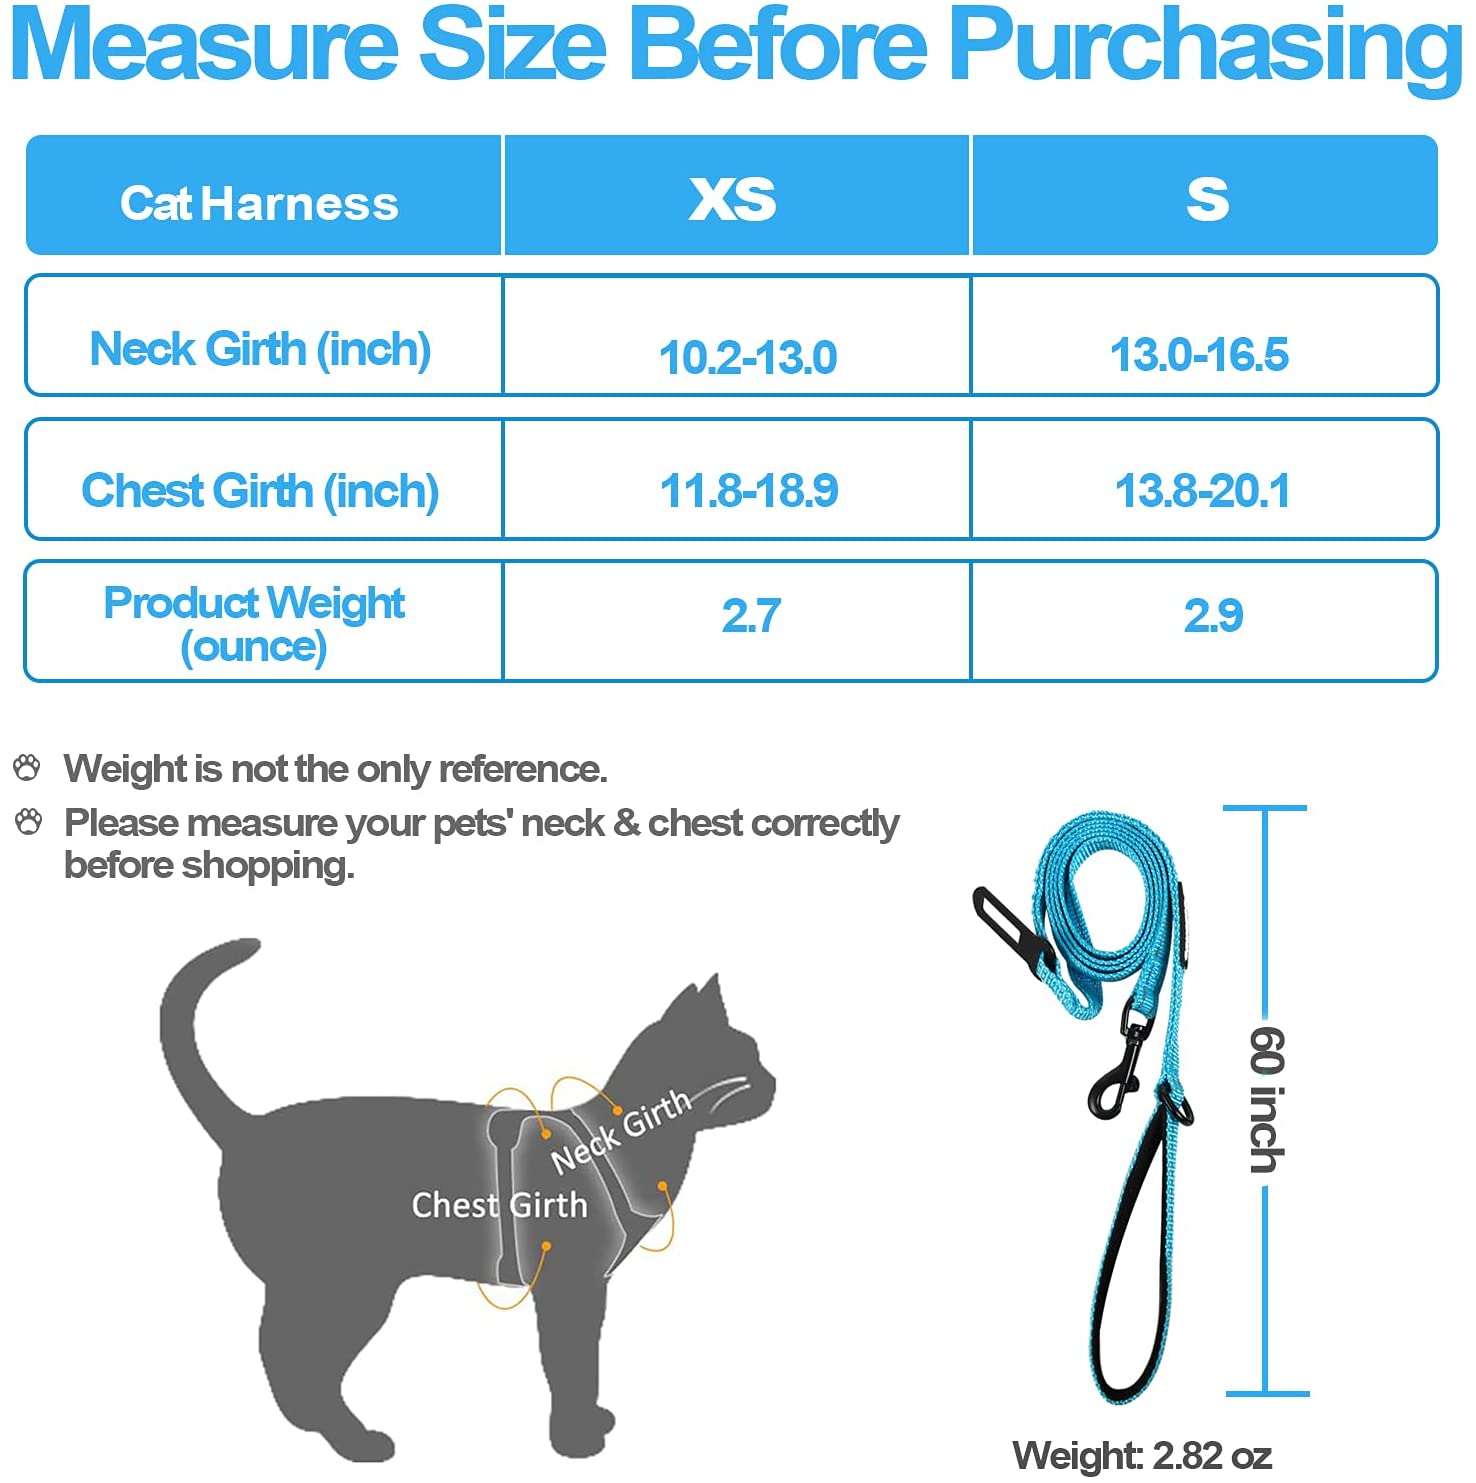 Measure Size Before Purchasing
Cat Harness XS S
Neck Girth (inch) 10.2-13.0 13.0-16.5
Chest Girth (inch) 11.8-18.9 13.8-20.1
Product Weight
(ounce) 2.7 2.9
Weight is not the only reference.
Please measure your pets' neck & chest correctly
before shopping.
Neck Girth
Chest Girth
60 inch
Weight: 2.82 oz